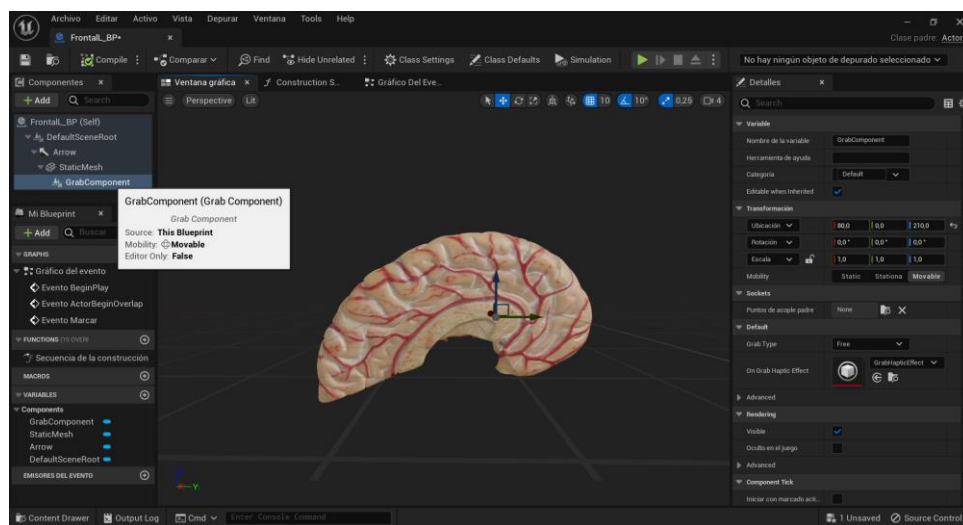 Archivo Editar Activo Vista Depurar Ventana Tools Help
FrontalL_BP•
Clase padre: Actor
Compile Comparar Find Hide Unrelated Class Settings Class Defaults Simulation No hay ningún objeto de depurado seleccionado
Componentes
+ Add Search
FrontalL_BP (Self)
DefaultSceneRoot
Arrow
StaticMesh
GrabComponent
Ventana gráfica Construction S... Gráfico Del Eve...
Perspective Lit 10 10° 0,25 4
GrabComponent (Grab Component)
Grab Component
Source: This Blueprint
Mobility: Movable
Editor Only: False
Mi Blueprint
+ Add Buscar
GRAPHS
Gráfico del evento
Evento BeginPlay
Evento ActorBeginOverlap
Evento Marcar
FUNCTIONS
Secuencia de la construcción
MACROS
VARIABLES
Components
GrabComponent
StaticMesh
Arrow
DefaultSceneRoot
EMISORES DEL EVENTO
Y
Detalles
Search
Variable
Nombre de la variable GrabComponent
Herramienta de ayuda
Categoría Default
Editable when Inherited
Transformación
Ubicación 80,0 0,0 210,0
Rotación 0,0° 0,0° 0,0°
Escala 1,0 1,0 1,0
Mobility Static Stationa Movable
Sockets
Puntos de acople padre None
Default
Grab Type Free
On Grab Haptic Effect GrabHapticEffect
Advanced
Rendering
Visible
Oculto en el juego
Advanced
Component Tick
Iniciar con marcado acti..
Content Drawer Output Log Cmd Enter Console Command 1 Unsaved Source Control